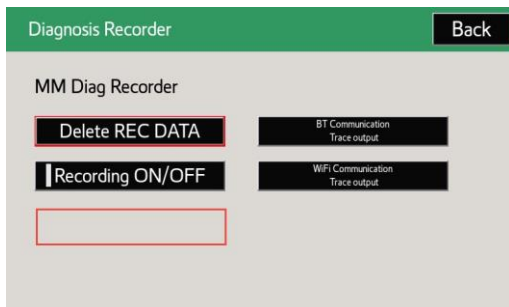 Diagnosis Recorder
Back
MM Diag Recorder
Delete REC DATA
BT Communication
Trace output
Recording ON/OFF
WiFi Communication
Trace output